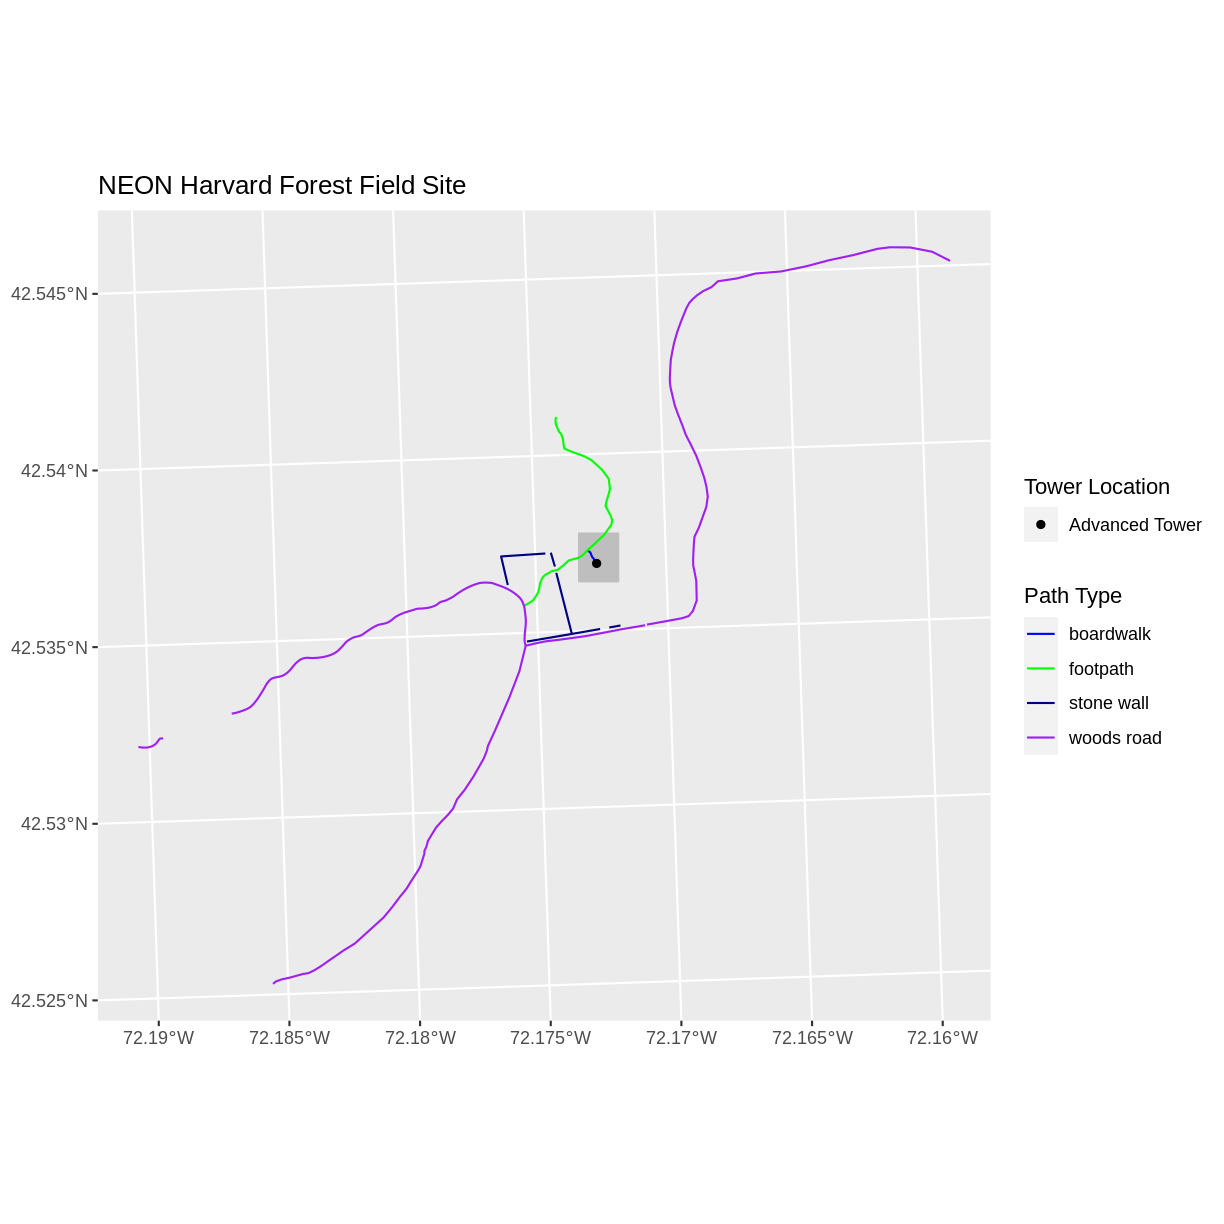 NEON Harvard Forest Field Site
42.545°N
42.54°N
42.535°N
42.53°N
42.525°N
72.19°W 72.185°W 72.18°W 72.175°W 72.17°W 72.165°W 72.16°W
Tower Location
Advanced Tower
Path Type
boardwalk
footpath
stone wall
woods road